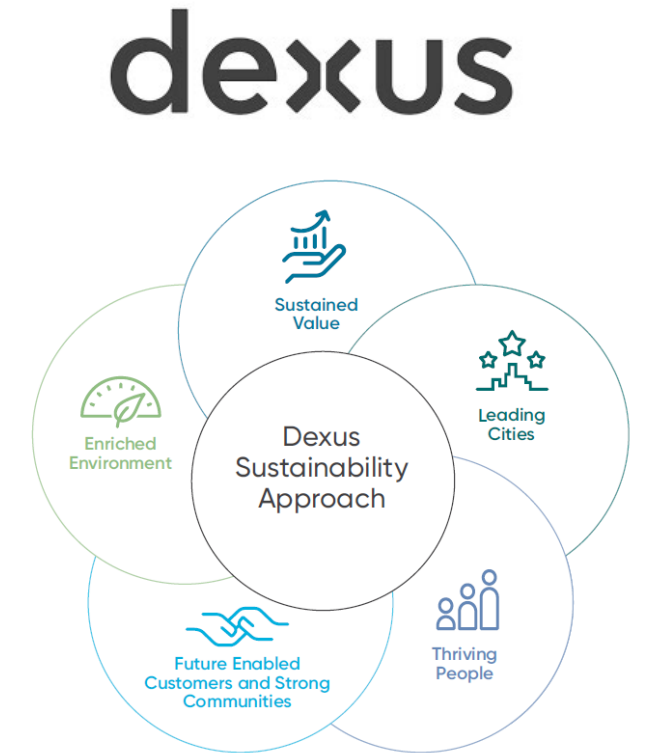 dexus
Sustained
Value
Leading
Cities
Enriched
Environment
Dexus
Sustainability
Approach
Thriving
People
Future Enabled
Customers and Strong
Communities